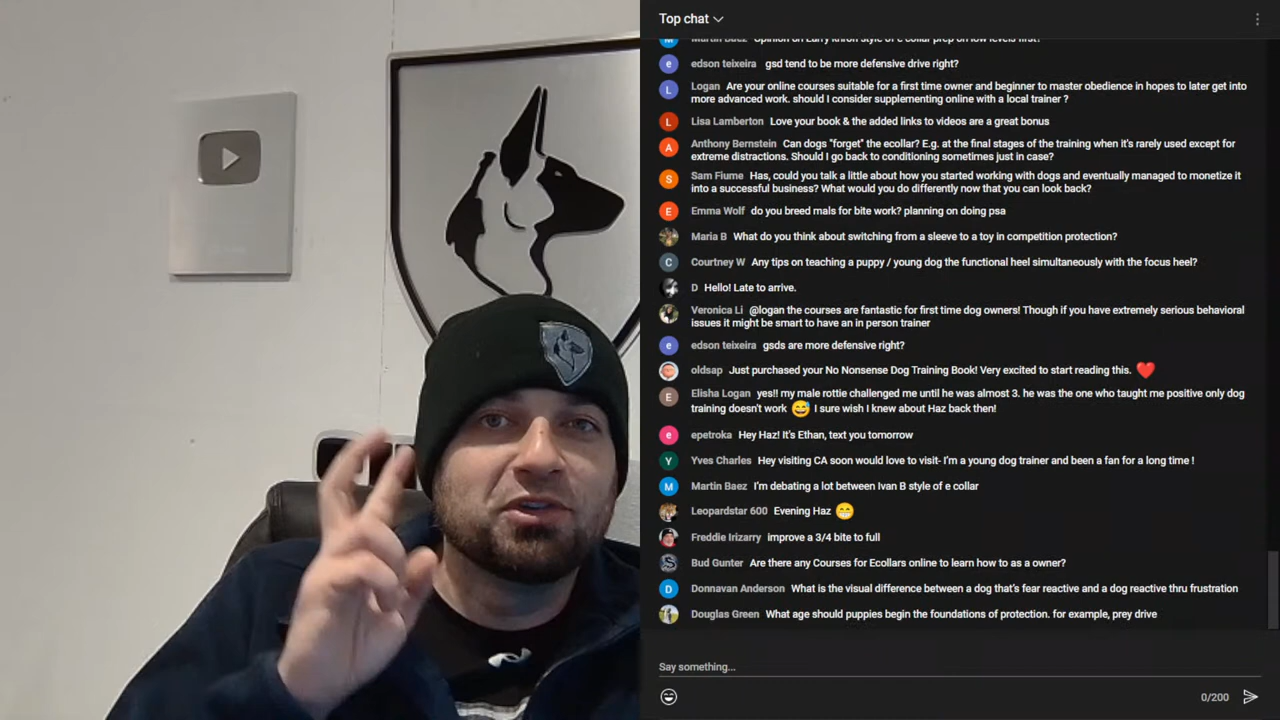 Top chat
Martin Baez Opinion on Larry Krohn style of e collar prep on low levels first?
edson teixeira gsd tend to be more defensive drive right?
Logan Are your online courses suitable for a first time owner and beginner to master obedience in hopes to later get into
more advanced work. should I consider supplementing online with a local trainer ?
Lisa Lamberton Love your book & the added links to videos are a great bonus
Anthony Bernstein Can dogs "forget" the ecollar? E.g. at the final stages of the training when it's rarely used except for
extreme distractions. Should I go back to conditioning sometimes just in case?
Sam Fiume Has, could you talk a little about how you started working with dogs and eventually managed to monetize it
into a successful business? What would you do differently now that you can look back?
Emma Wolf do you breed mals for bite work? planning on doing psa
Maria B What do you think about switching from a sleeve to a toy in competition protection?
Courtney W Any tips on teaching a puppy / young dog the functional heel simultaneously with the focus heel?
D Hello! Late to arrive.
Veronica Li @logan the courses are fantastic for first time dog owners! Though if you have extremely serious behavioral
issues it might be smart to have an in person trainer
edson teixeira gsds are more defensive right?
oldsap Just purchased your No Nonsense Dog Training Book! Very excited to start reading this. ❤️
Elisha Logan yes!! my male rottie challenged me until he was almost 3. he was the one who taught me positive only dog
training doesn't work 😅 I sure wish I knew about Haz back then!
epetroka Hey Haz! It's Ethan, text you tomorrow
Yves Charles Hey visiting CA soon would love to visit- I'm a young dog trainer and been a fan for a long time !
Martin Baez I'm debating a lot between Ivan B style of e collar
Leopardstar 600 Evening Haz 😁
Freddie Irizarry improve a 3/4 bite to full
Bud Gunter Are there any Courses for Ecollars online to learn how to as a owner?
Donnavan Anderson What is the visual difference between a dog that's fear reactive and a dog reactive thru frustration
Douglas Green What age should puppies begin the foundations of protection. for example, prey drive
Say something...
0/200